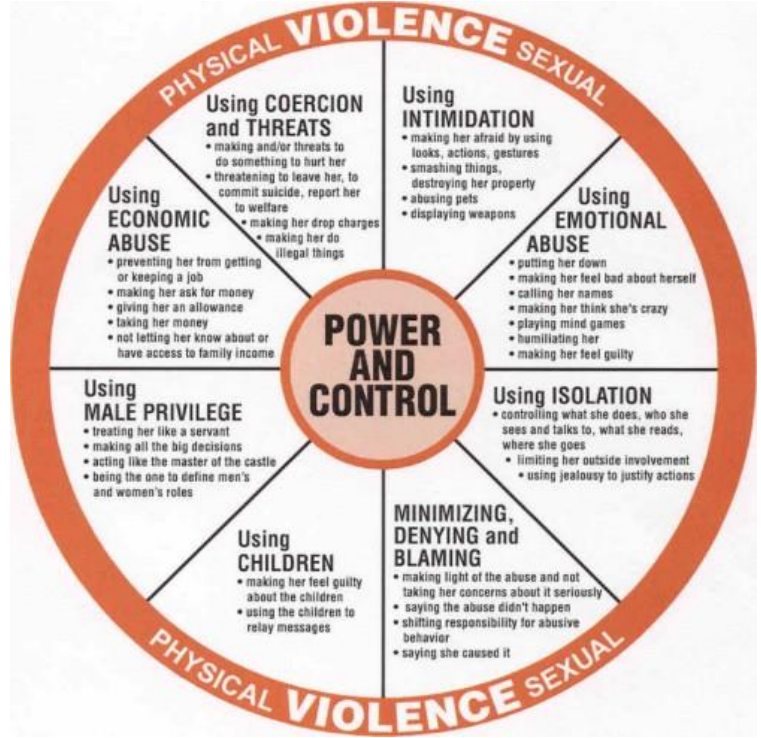 PHYSICAL VIOLENCE SEXUAL
Using COERCION
and THREATS
• making and/or threats to
do something to hurt her
• threatening to leave her, to
commit suicide, report her
to welfare
• making her drop charges
• making her do
illegal things
Using
INTIMIDATION
• making her afraid by using
looks, actions, gestures
• smashing things,
destroying her property
• abusing pets
• displaying weapons
Using
EMOTIONAL
ABUSE
• putting her down
• making her feel bad about herself
• calling her names
• making her think she's crazy
• playing mind games
• humiliating her
• making her feel guilty
Using ISOLATION
• controlling what she does, who she
sees and talks to, what she reads,
where she goes
• limiting her outside involvement
• using jealousy to justify actions
MINIMIZING,
DENYING and
BLAMING
• making light of the abuse and not
taking her concerns about it seriously
• saying the abuse didn't happen
• shifting responsibility for abusive
behavior
• saying she caused it
Using
CHILDREN
• making her feel guilty
about the children
• using the children to
relay messages
Using
MALE PRIVILEGE
• treating her like a servant
• making all the big decisions
• acting like the master of the castle
• being the one to define men's
and women's roles
Using
ECONOMIC
ABUSE
• preventing her from getting
or keeping a job
• making her ask for money
• giving her an allowance
• taking her money
• not letting her know about or
have access to family income
POWER
AND
CONTROL
PHYSICAL VIOLENCE SEXUAL